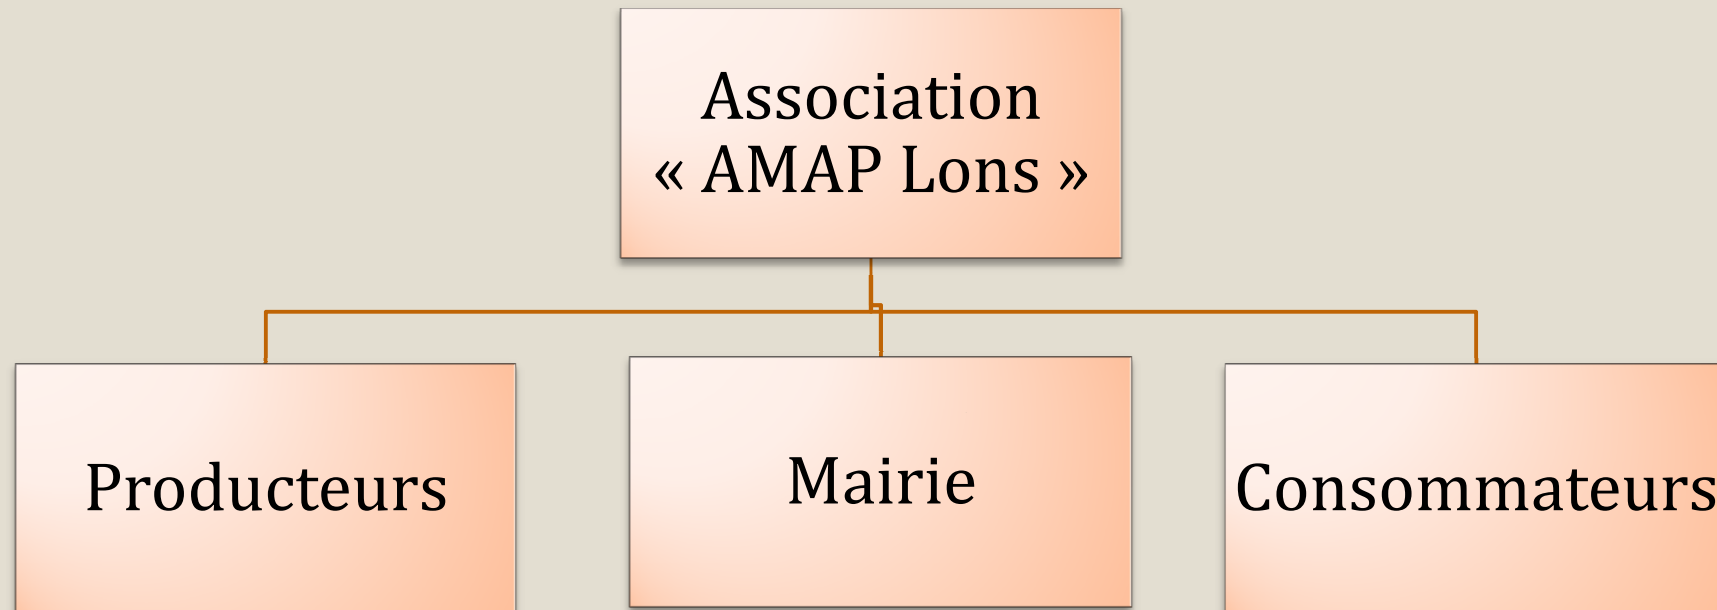 Association
« AMAP Lons »
Producteurs
Mairie
Consommateurs